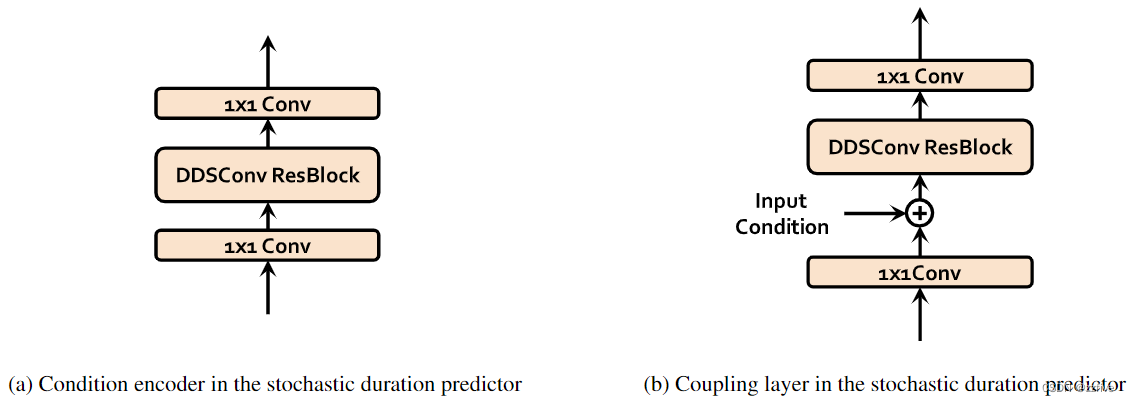 1x1 Conv
DDSConv ResBlock
1x1 Conv
(a) Condition encoder in the stochastic duration predictor
1x1 Conv
DDSConv ResBlock
Input
Condition
1x1Conv
(b) Coupling layer in the stochastic duration predictor